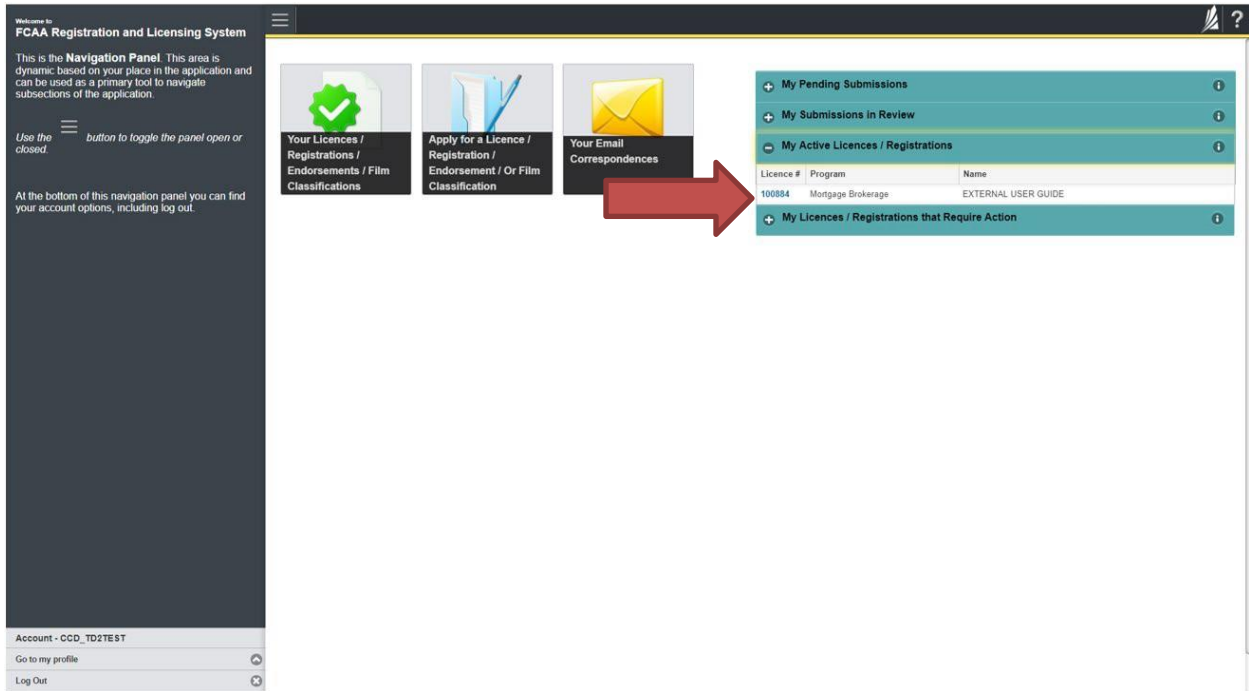 Welcome to
FCAA Registration and Licensing System
This is the Navigation Panel. This area is
dynamic based on your place in the application and
can be used as a primary tool to navigate
subsections of the application.
Use the button to toggle the panel open or
closed.
At the bottom of this navigation panel you can find
your account options, including log out.
Account - CCD_TD2TEST
Go to my profile
Log Out
?
Your Licences /
Registrations /
Endorsements / Film
Classifications
Apply for a Licence /
Registration /
Endorsement / Or Film
Classification
Your Email
Correspondences
My Pending Submissions
My Submissions in Review
My Active Licences / Registrations
Licence # Program Name
100884 Mortgage Brokerage EXTERNAL USER GUIDE
My Licences / Registrations that Require Action